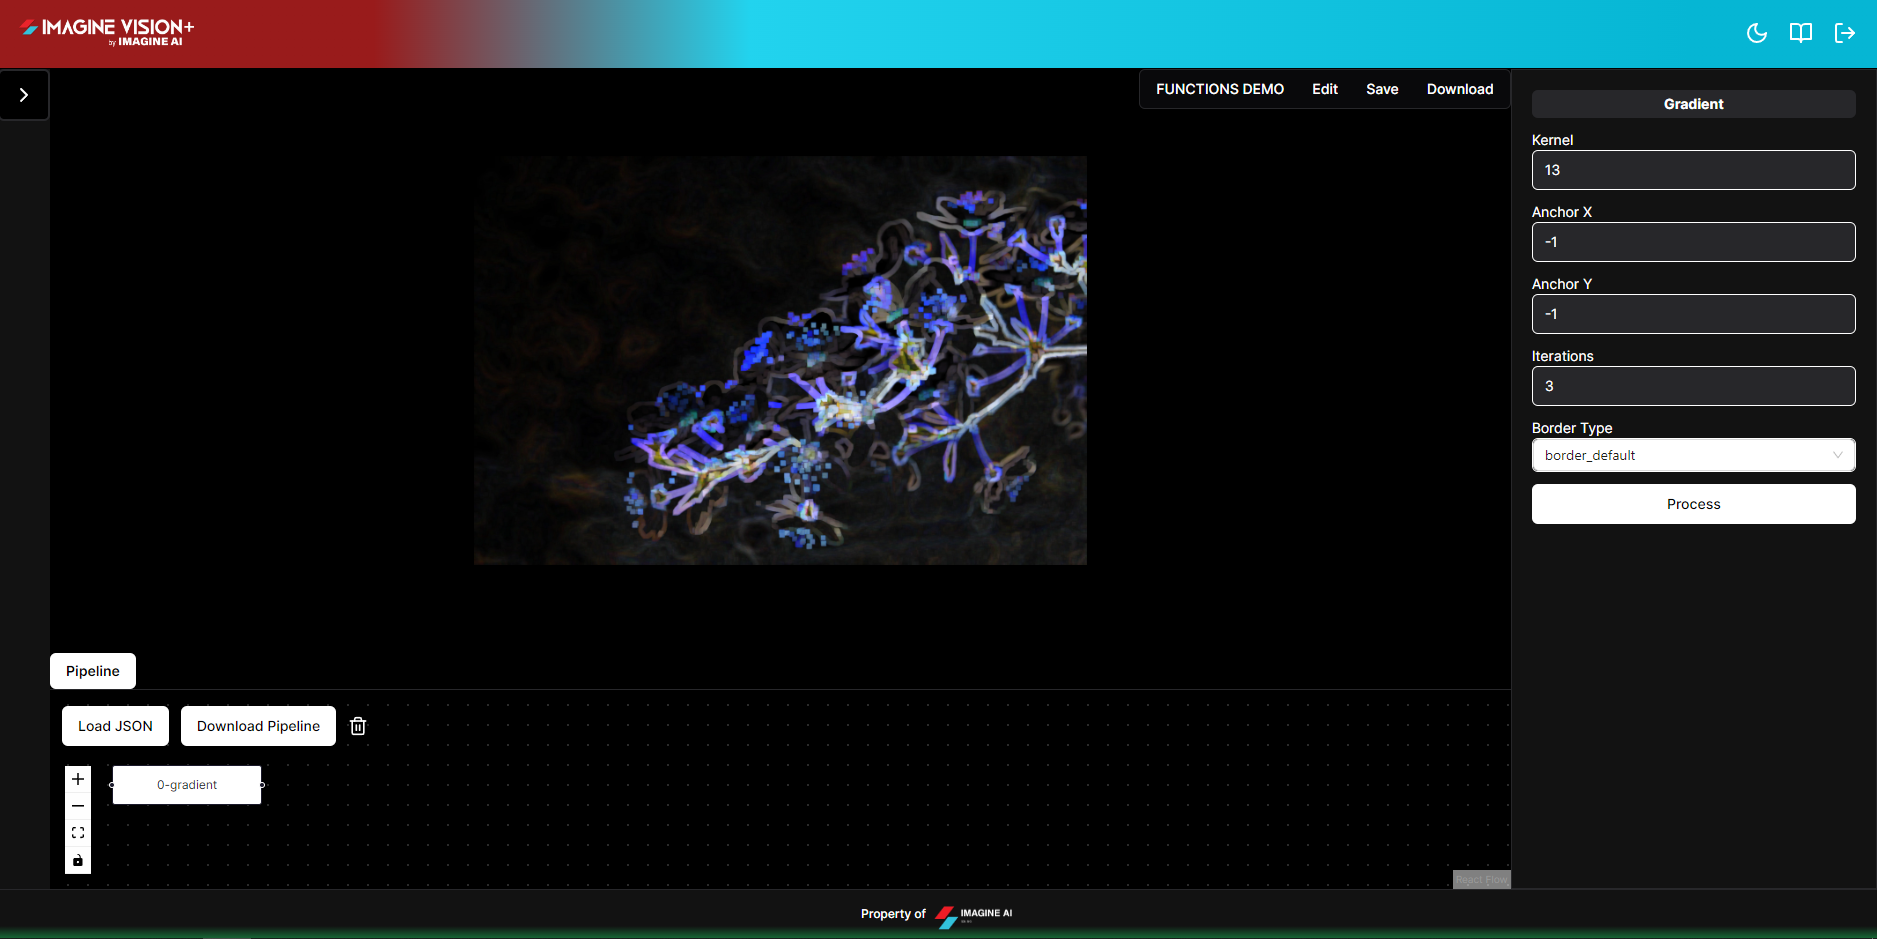 IMAGINE VISION+
by IMAGINE AI
FUNCTIONS DEMO Edit Save Download
Gradient
Kernel
13
Anchor X
-1
Anchor Y
-1
Iterations
3
Border Type
border_default
Process
Pipeline
Load JSON Download Pipeline
0-gradient
React Flow
Property of IMAGINE AI